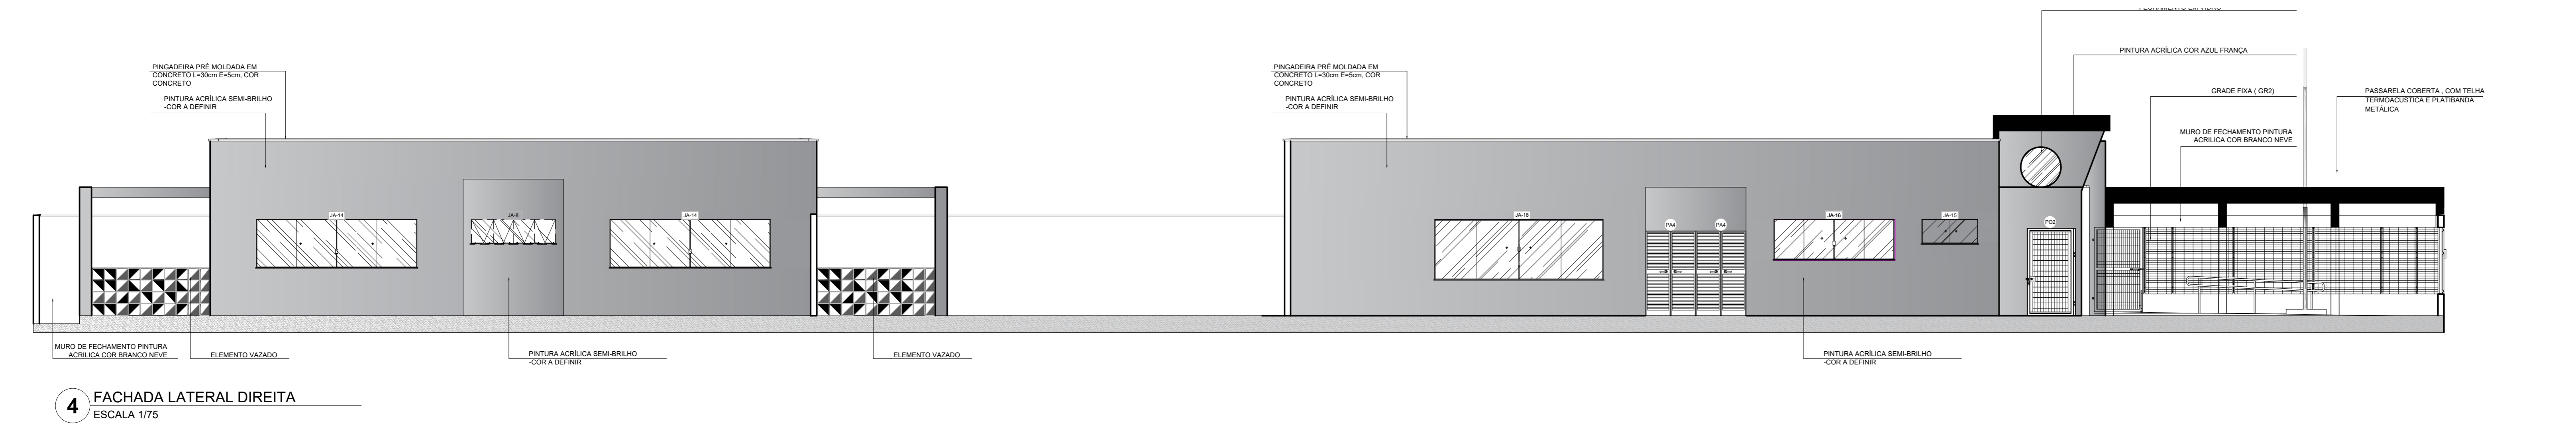 PINTURA ACRÍLICA COR AZUL FRANÇA
PINGADEIRA PRÉ MOLDADA EM
CONCRETO L=30cm E=5cm, COR
CONCRETO
PINTURA ACRÍLICA SEMI-BRILHO
-COR A DEFINIR
PINGADEIRA PRÉ MOLDADA EM
CONCRETO L=30cm E=5cm, COR
CONCRETO
PINTURA ACRÍLICA SEMI-BRILHO
-COR A DEFINIR
GRADE FIXA ( GR2)
PASSARELA COBERTA , COM TELHA
TERMOACUSTICA E PLATIBANDA
METÁLICA
MURO DE FECHAMENTO PINTURA
ACRILICA COR BRANCO NEVE
JA-14
JA-8
JA-14
JA-18
PA4
PA4
JA-16
JA-15
PO2
MURO DE FECHAMENTO PINTURA
ACRILICA COR BRANCO NEVE
ELEMENTO VAZADO
PINTURA ACRÍLICA SEMI-BRILHO
-COR A DEFINIR
ELEMENTO VAZADO
PINTURA ACRÍLICA SEMI-BRILHO
-COR A DEFINIR
4
FACHADA LATERAL DIREITA
ESCALA 1/75